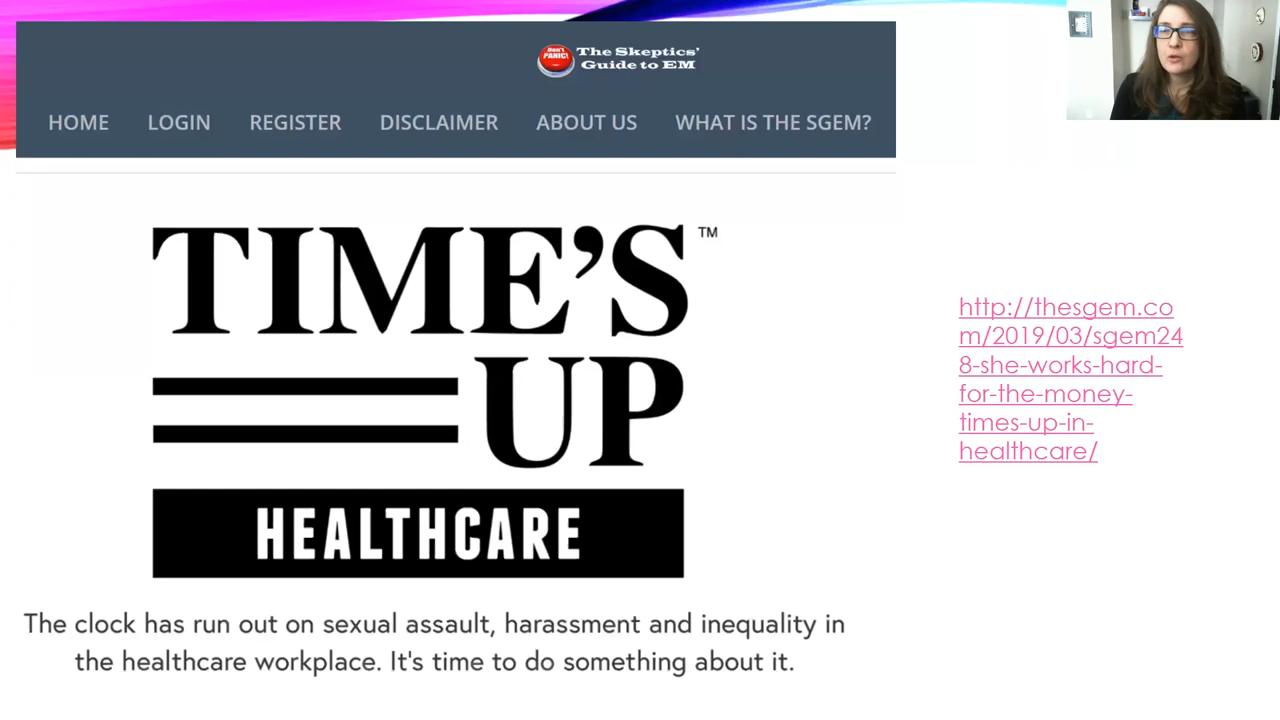 Don't
PANIC!
The Skeptics'
Guide to EM
HOME LOGIN REGISTER DISCLAIMER ABOUT US WHAT IS THE SGEM?
TIME'S ™
UP
HEALTHCARE
The clock has run out on sexual assault, harassment and inequality in
the healthcare workplace. It's time to do something about it.
http://thesgem.co
m/2019/03/sgem24
8-she-works-hard-
for-the-money-
times-up-in-
healthcare/